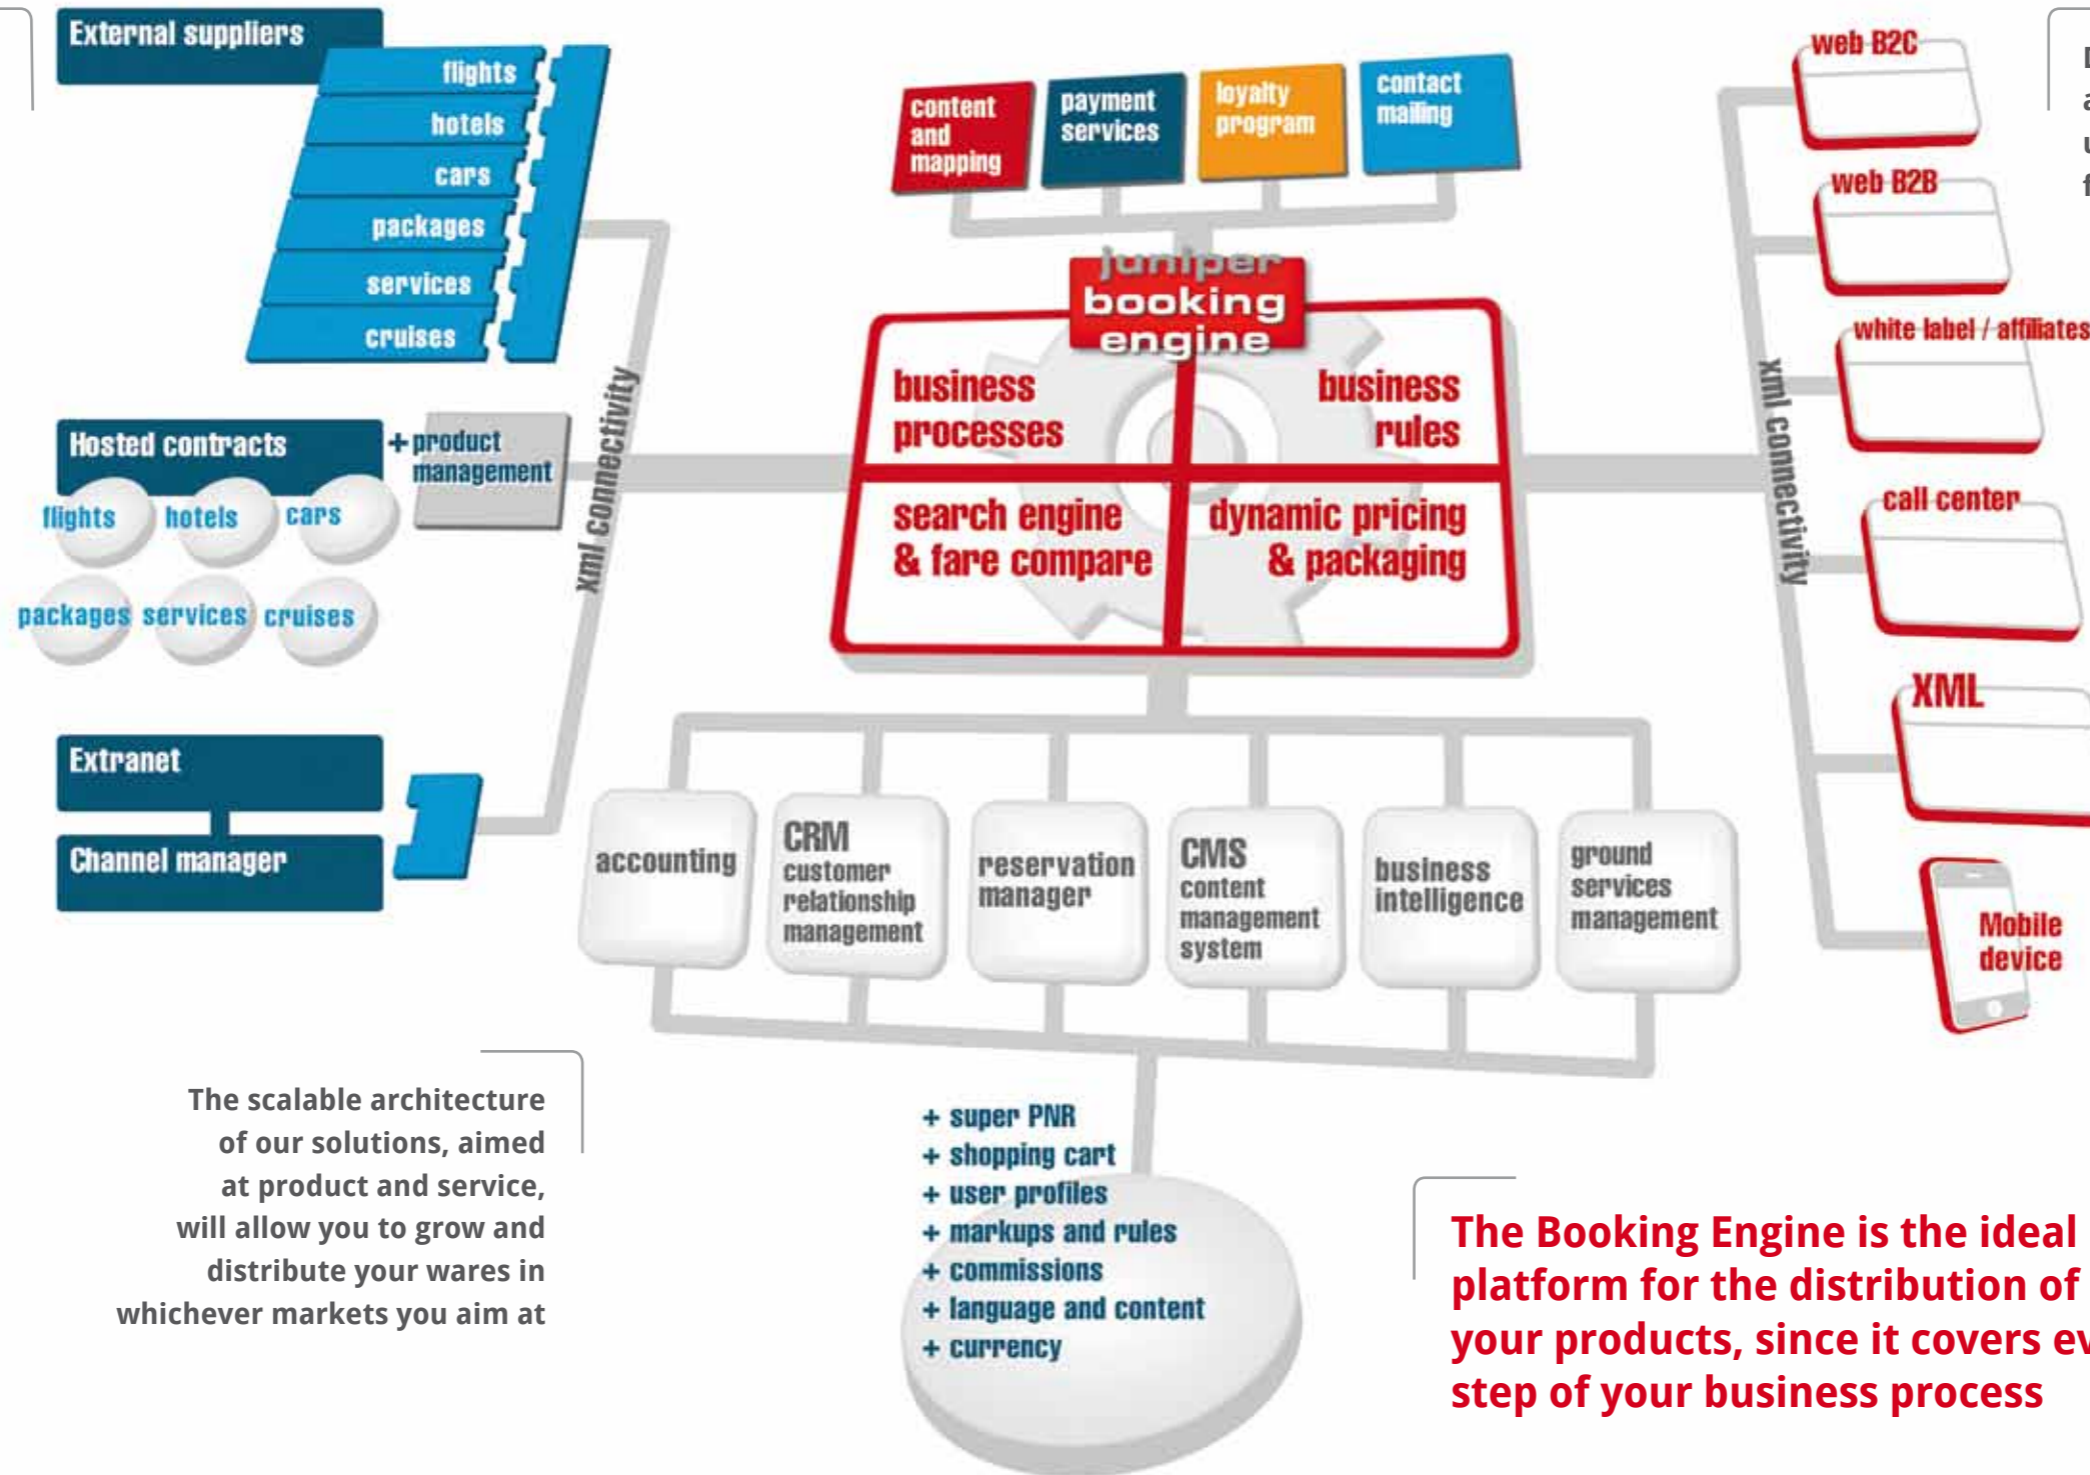 External suppliers
flights
hotels
cars
packages
services
cruises
Hosted contracts
+ product
management
flights
hotels
cars
packages
services
cruises
Extranet
Channel manager
xml connectivity
content
and
mapping
payment
services
loyalty
program
contact
mailing
juniper
booking
engine
business
processes
business
rules
search engine
& fare compare
dynamic pricing
& packaging
accounting
CRM
customer
relationship
management
reservation
manager
CMS
content
management
system
business
intelligence
ground
services
management
+ super PNR
+ shopping cart
+ user profiles
+ markups and rules
+ commissions
+ language and content
+ currency
xml connectivity
web B2C
web B2B
white label / affiliates
call center
XML
Mobile
device
The scalable architecture
of our solutions, aimed
at product and service,
will allow you to grow and
distribute your wares in
whichever markets you aim at
The Booking Engine is the ideal
platform for the distribution of
your products, since it covers
step of your business process